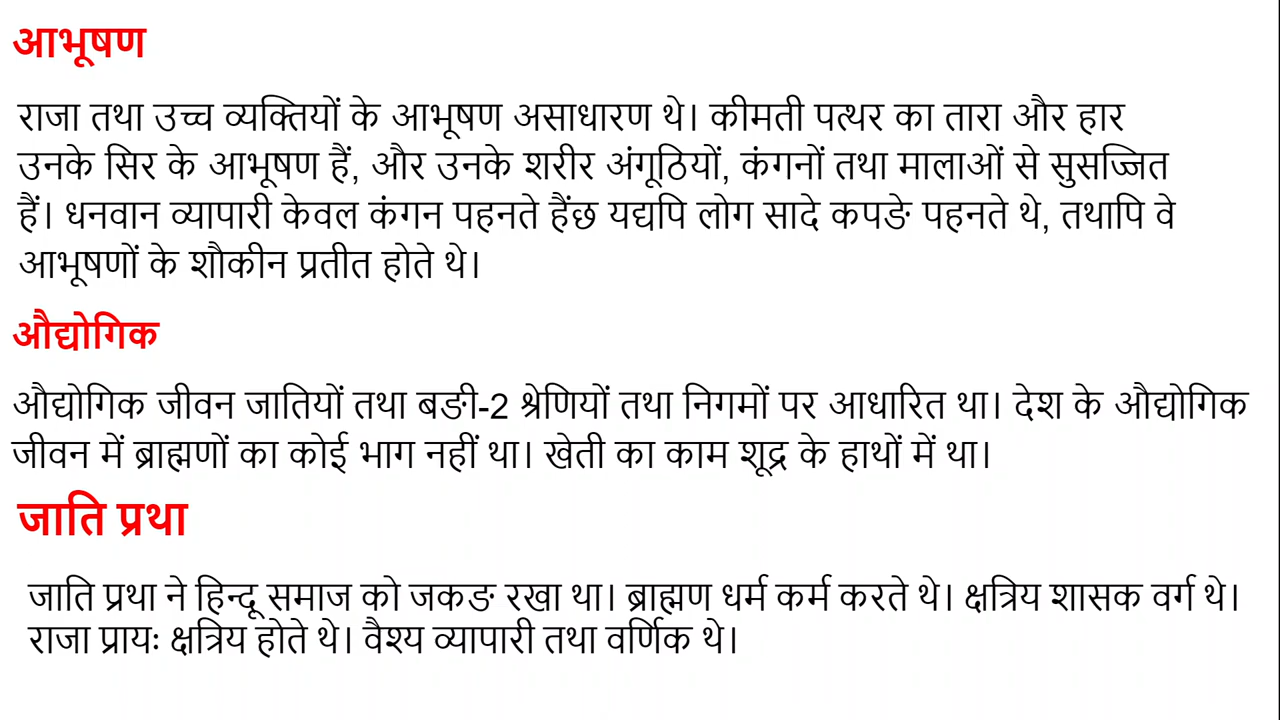 आभूषण
राजा तथा उच्च व्यक्तियों के आभूषण असाधारण थे। कीमती पत्थर का तारा और हार
उनके सिर के आभूषण हैं, और उनके शरीर अंगूठियों, कंगनों तथा मालाओं से सुसज्जित
हैं। धनवान व्यापारी केवल कंगन पहनते हैंछ यद्यपि लोग सादे कपङे पहनते थे, तथापि वे
आभूषणों के शौकीन प्रतीत होते थे।
औद्योगिक
औद्योगिक जीवन जातियों तथा बङी-2 श्रेणियों तथा निगमों पर आधारित था। देश के औद्योगिक
जीवन में ब्राह्मणों का कोई भाग नहीं था। खेती का काम शूद्र के हाथों में था।
जाति प्रथा
जाति प्रथा ने हिन्दू समाज को जकङ रखा था। ब्राह्मण धर्म कर्म करते थे। क्षत्रिय शासक वर्ग थे।
राजा प्रायः क्षत्रिय होते थे। वैश्य व्यापारी तथा वर्णिक थे।